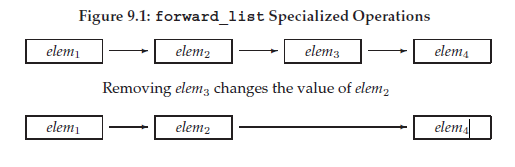 Figure 9.1: forward_list Specialized Operations
elem₁ elem₂ elem₃ elem₄
Removing elem₃ changes the value of elem₂
elem₁ elem₂ elem₄